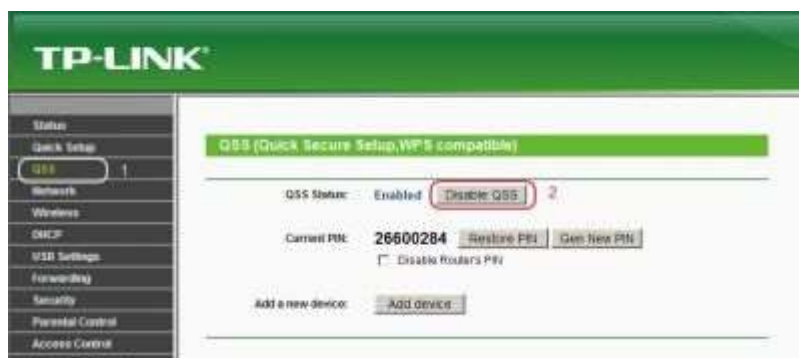 TP-LINK®
Status
Quick Setup
QSS 1
Network
Wireless
DHCP
USB Settings
Forwarding
Security
Parental Control
Access Control
QSS (Quick Secure Setup,WPS compatible)
QSS Status: Enabled Disable QSS 2
Current PIN: 26600284 Restore PIN Gen New PIN
Disable Router's PIN
Add a new device: Add device